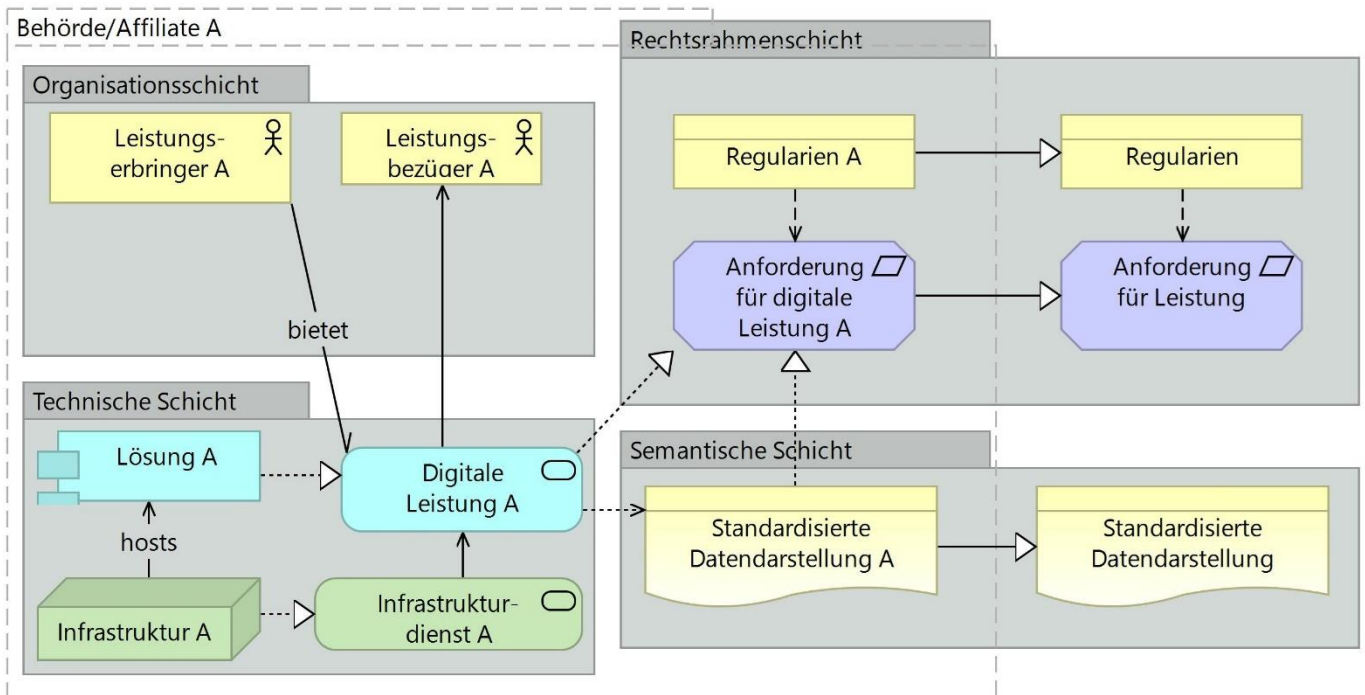 Behörde/Affiliate A
Organisationsschicht
Leistungs-
erbringer A
Leistungs-
bezüger A
bietet
Technische Schicht
Lösung A
hosts
Infrastruktur A
Digitale
Leistung A
Infrastruktur-
dienst A
Rechtsrahmenschicht
Regularien A
Regularien
Anforderung
für digitale
Leistung A
Anforderung
für Leistung
Semantische Schicht
Standardisierte
Datendarstellung A
Standardisierte
Datendarstellung